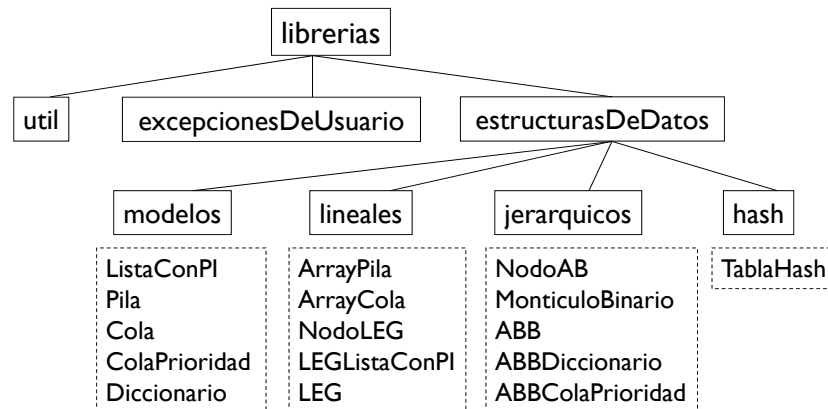 librerias
util
excepcionesDeUsuario
estructurasDeDatos
modelos
lineales
jerarquicos
hash
ListaConPI
Pila
Cola
ColaPrioridad
Diccionario
ArrayPila
ArrayCola
NodoLEG
LEGListaConPI
LEG
NodoAB
MonticuloBinario
ABB
ABBDiccionario
ABBColaPrioridad
TablaHash